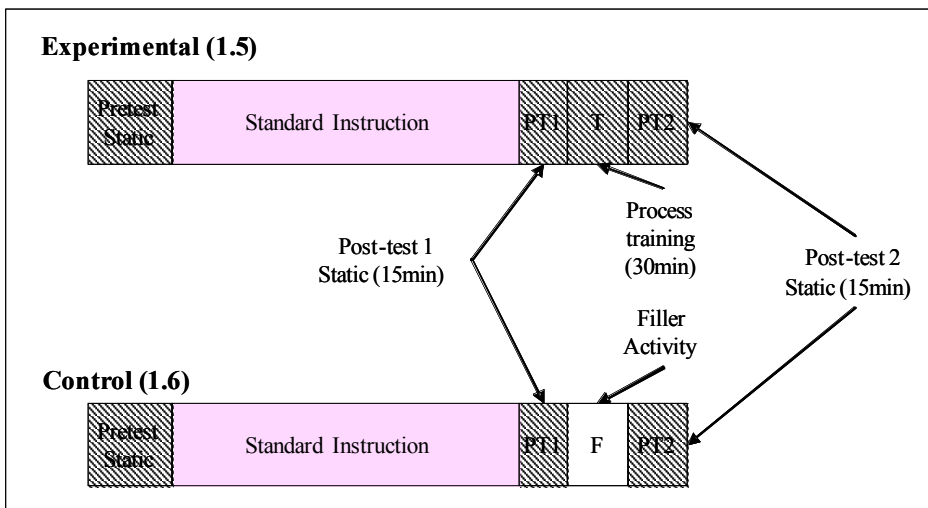 Experimental (1.5)
Pretest
Static
Standard Instruction
PT1
T
PT2
Post-test 1
Static (15min)
Process
training
(30min)
Post-test 2
Static (15min)
Filler
Activity
Control (1.6)
Pretest
Static
Standard Instruction
PT1
F
PT2